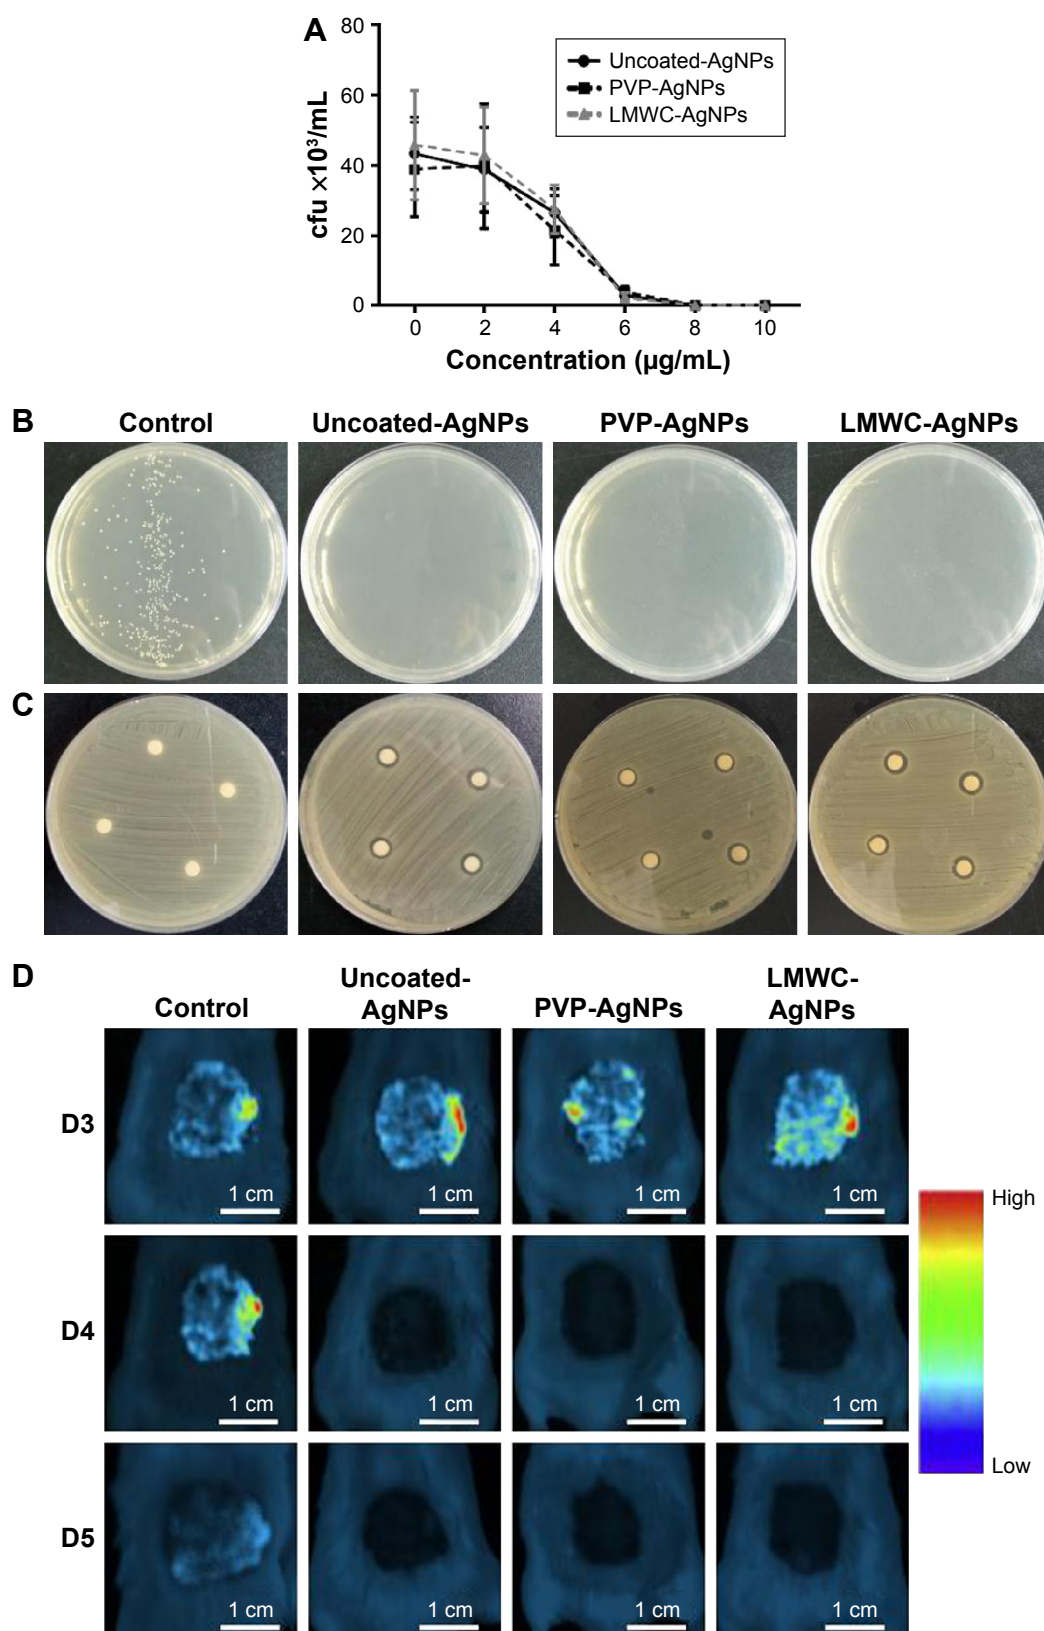 A
80
60
40
20
0
cfu ×10³/mL
Uncoated-AgNPs
PVP-AgNPs
LMWC-AgNPs
0 2 4 6 8 10
Concentration (µg/mL)
B
Control Uncoated-AgNPs PVP-AgNPs LMWC-AgNPs
C
D
Control Uncoated-
AgNPs PVP-AgNPs LMWC-
AgNPs
D3
1 cm 1 cm 1 cm 1 cm
High
D4
1 cm 1 cm 1 cm 1 cm
Low
D5
1 cm 1 cm 1 cm 1 cm